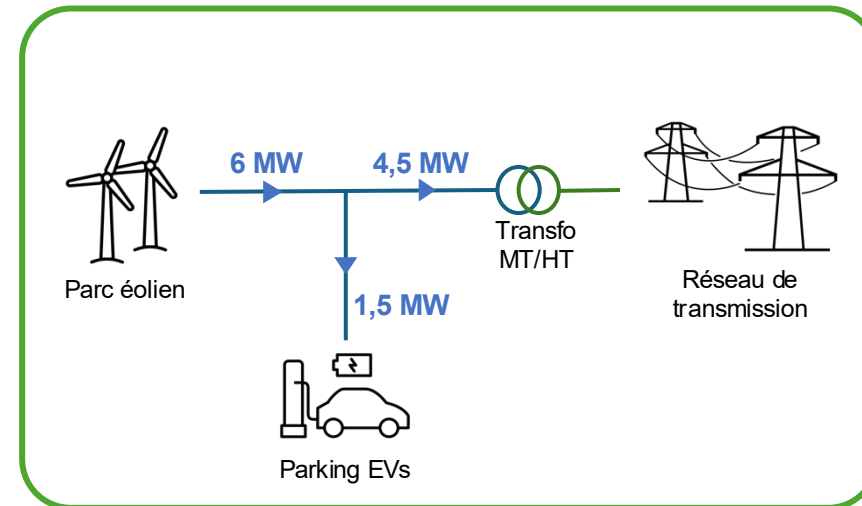 6 MW
4,5 MW
Transfo
MT/HT
Parc éolien
Réseau de
transmission
1,5 MW
Parking EVs